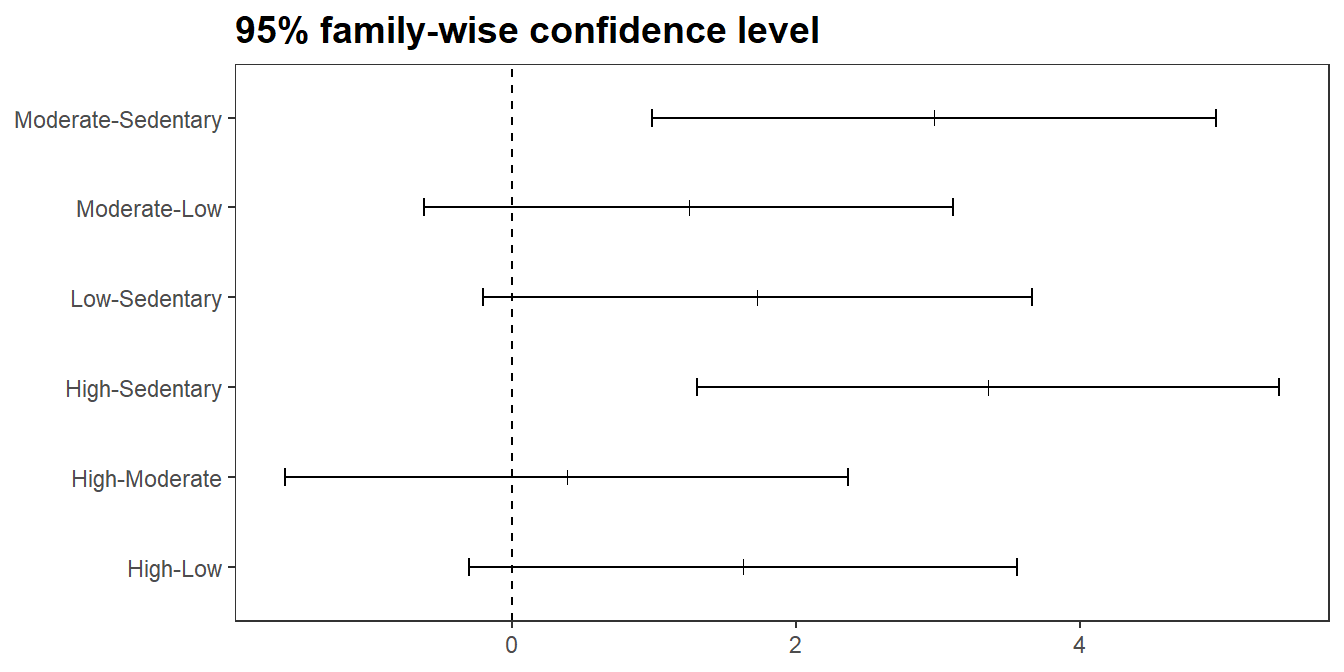 95% family-wise confidence level
Moderate-Sedentary
Moderate-Low
Low-Sedentary
High-Sedentary
High-Moderate
High-Low
0 2 4